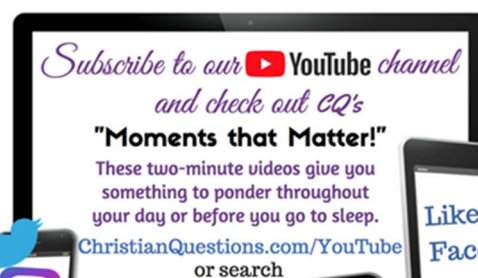 Subscribe to our YouTube channel
and check out CQ's
"Moments that Matter!"
These two-minute videos give you
something to ponder throughout
your day or before you go to sleep.
ChristianQuestions.com/YouTube
or search
Like